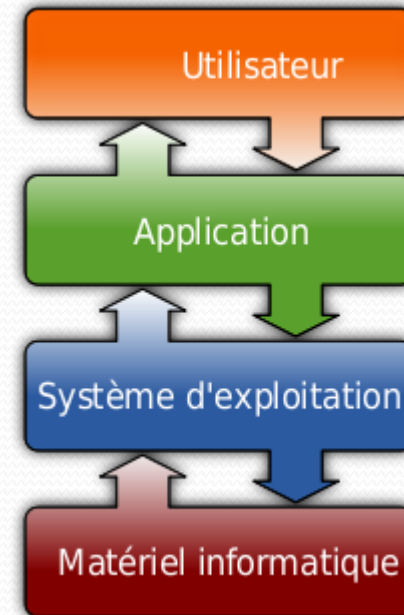 Utilisateur
Application
Système d'exploitation
Matériel informatique